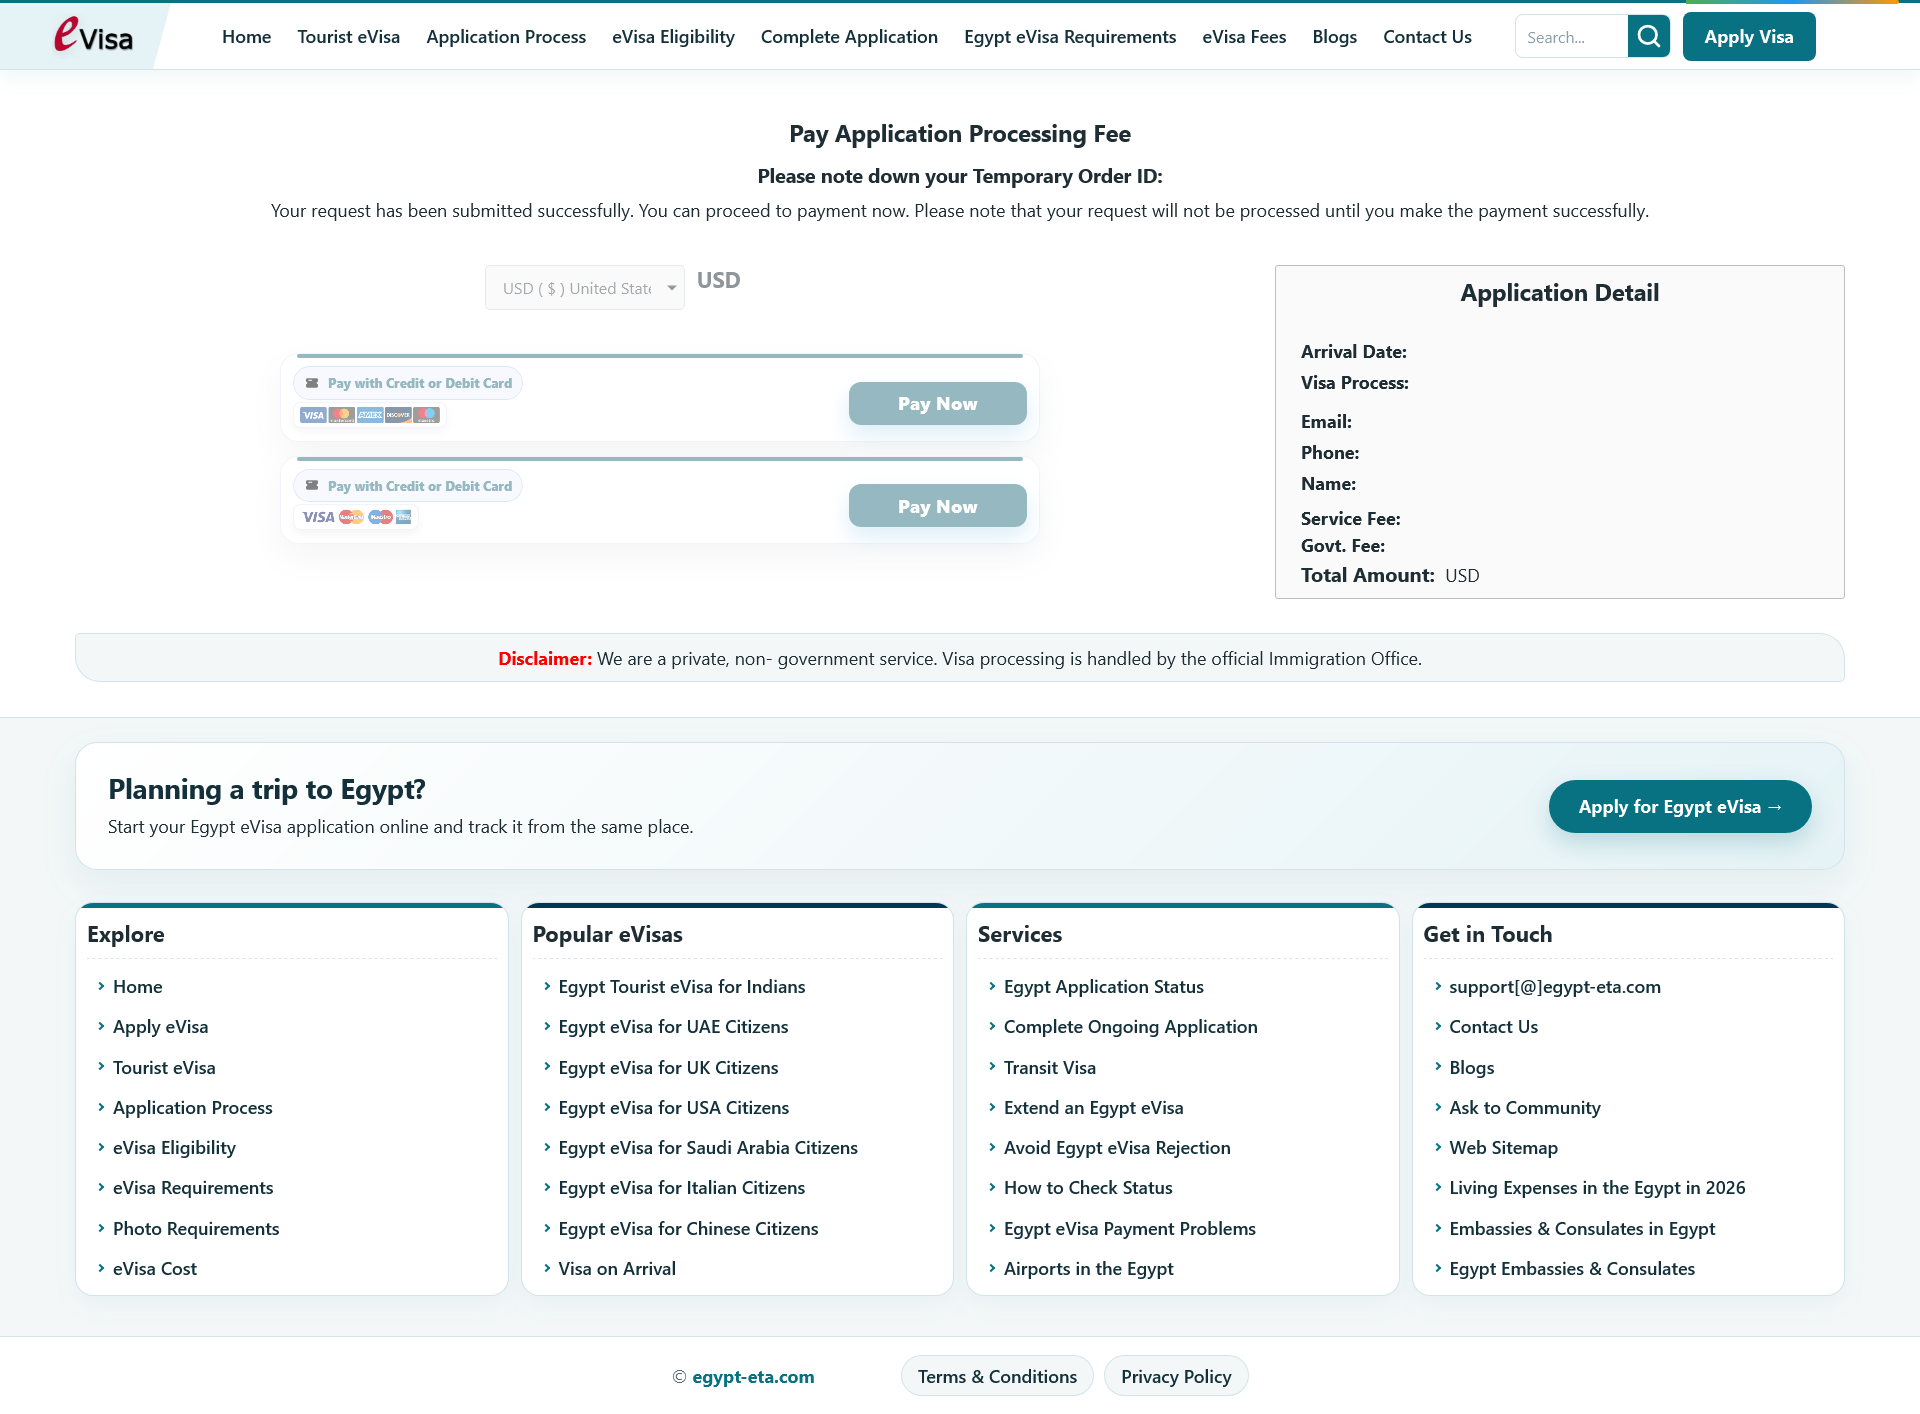 eVisa
Home
Tourist eVisa
Application Process
eVisa Eligibility
Complete Application
Egypt eVisa Requirements
eVisa Fees
Blogs
Contact Us
Search...
Apply Visa
Pay Application Processing Fee
Please note down your Temporary Order ID:
Your request has been submitted successfully. You can proceed to payment now. Please note that your request will not be processed until you make the payment successfully.
USD ( $ ) United State
USD
Pay with Credit or Debit Card
VISA
AMEX
DISCOVER
Pay Now
Pay with Credit or Debit Card
VISA
Pay Now
Application Detail
Arrival Date:
Visa Process:
Email:
Phone:
Name:
Service Fee:
Govt. Fee:
Total Amount: USD
Disclaimer: We are a private, non- government service. Visa processing is handled by the official Immigration Office.
Planning a trip to Egypt?
Start your Egypt eVisa application online and track it from the same place.
Apply for Egypt eVisa →
Explore
Home
Apply eVisa
Tourist eVisa
Application Process
eVisa Eligibility
eVisa Requirements
Photo Requirements
eVisa Cost
Popular eVisas
Egypt Tourist eVisa for Indians
Egypt eVisa for UAE Citizens
Egypt eVisa for UK Citizens
Egypt eVisa for USA Citizens
Egypt eVisa for Saudi Arabia Citizens
Egypt eVisa for Italian Citizens
Egypt eVisa for Chinese Citizens
Visa on Arrival
Services
Egypt Application Status
Complete Ongoing Application
Transit Visa
Extend an Egypt eVisa
Avoid Egypt eVisa Rejection
How to Check Status
Egypt eVisa Payment Problems
Airports in the Egypt
Get in Touch
support[@]egypt-eta.com
Contact Us
Blogs
Ask to Community
Web Sitemap
Living Expenses in the Egypt in 2026
Embassies & Consulates in Egypt
Egypt Embassies & Consulates
© egypt-eta.com
Terms & Conditions
Privacy Policy